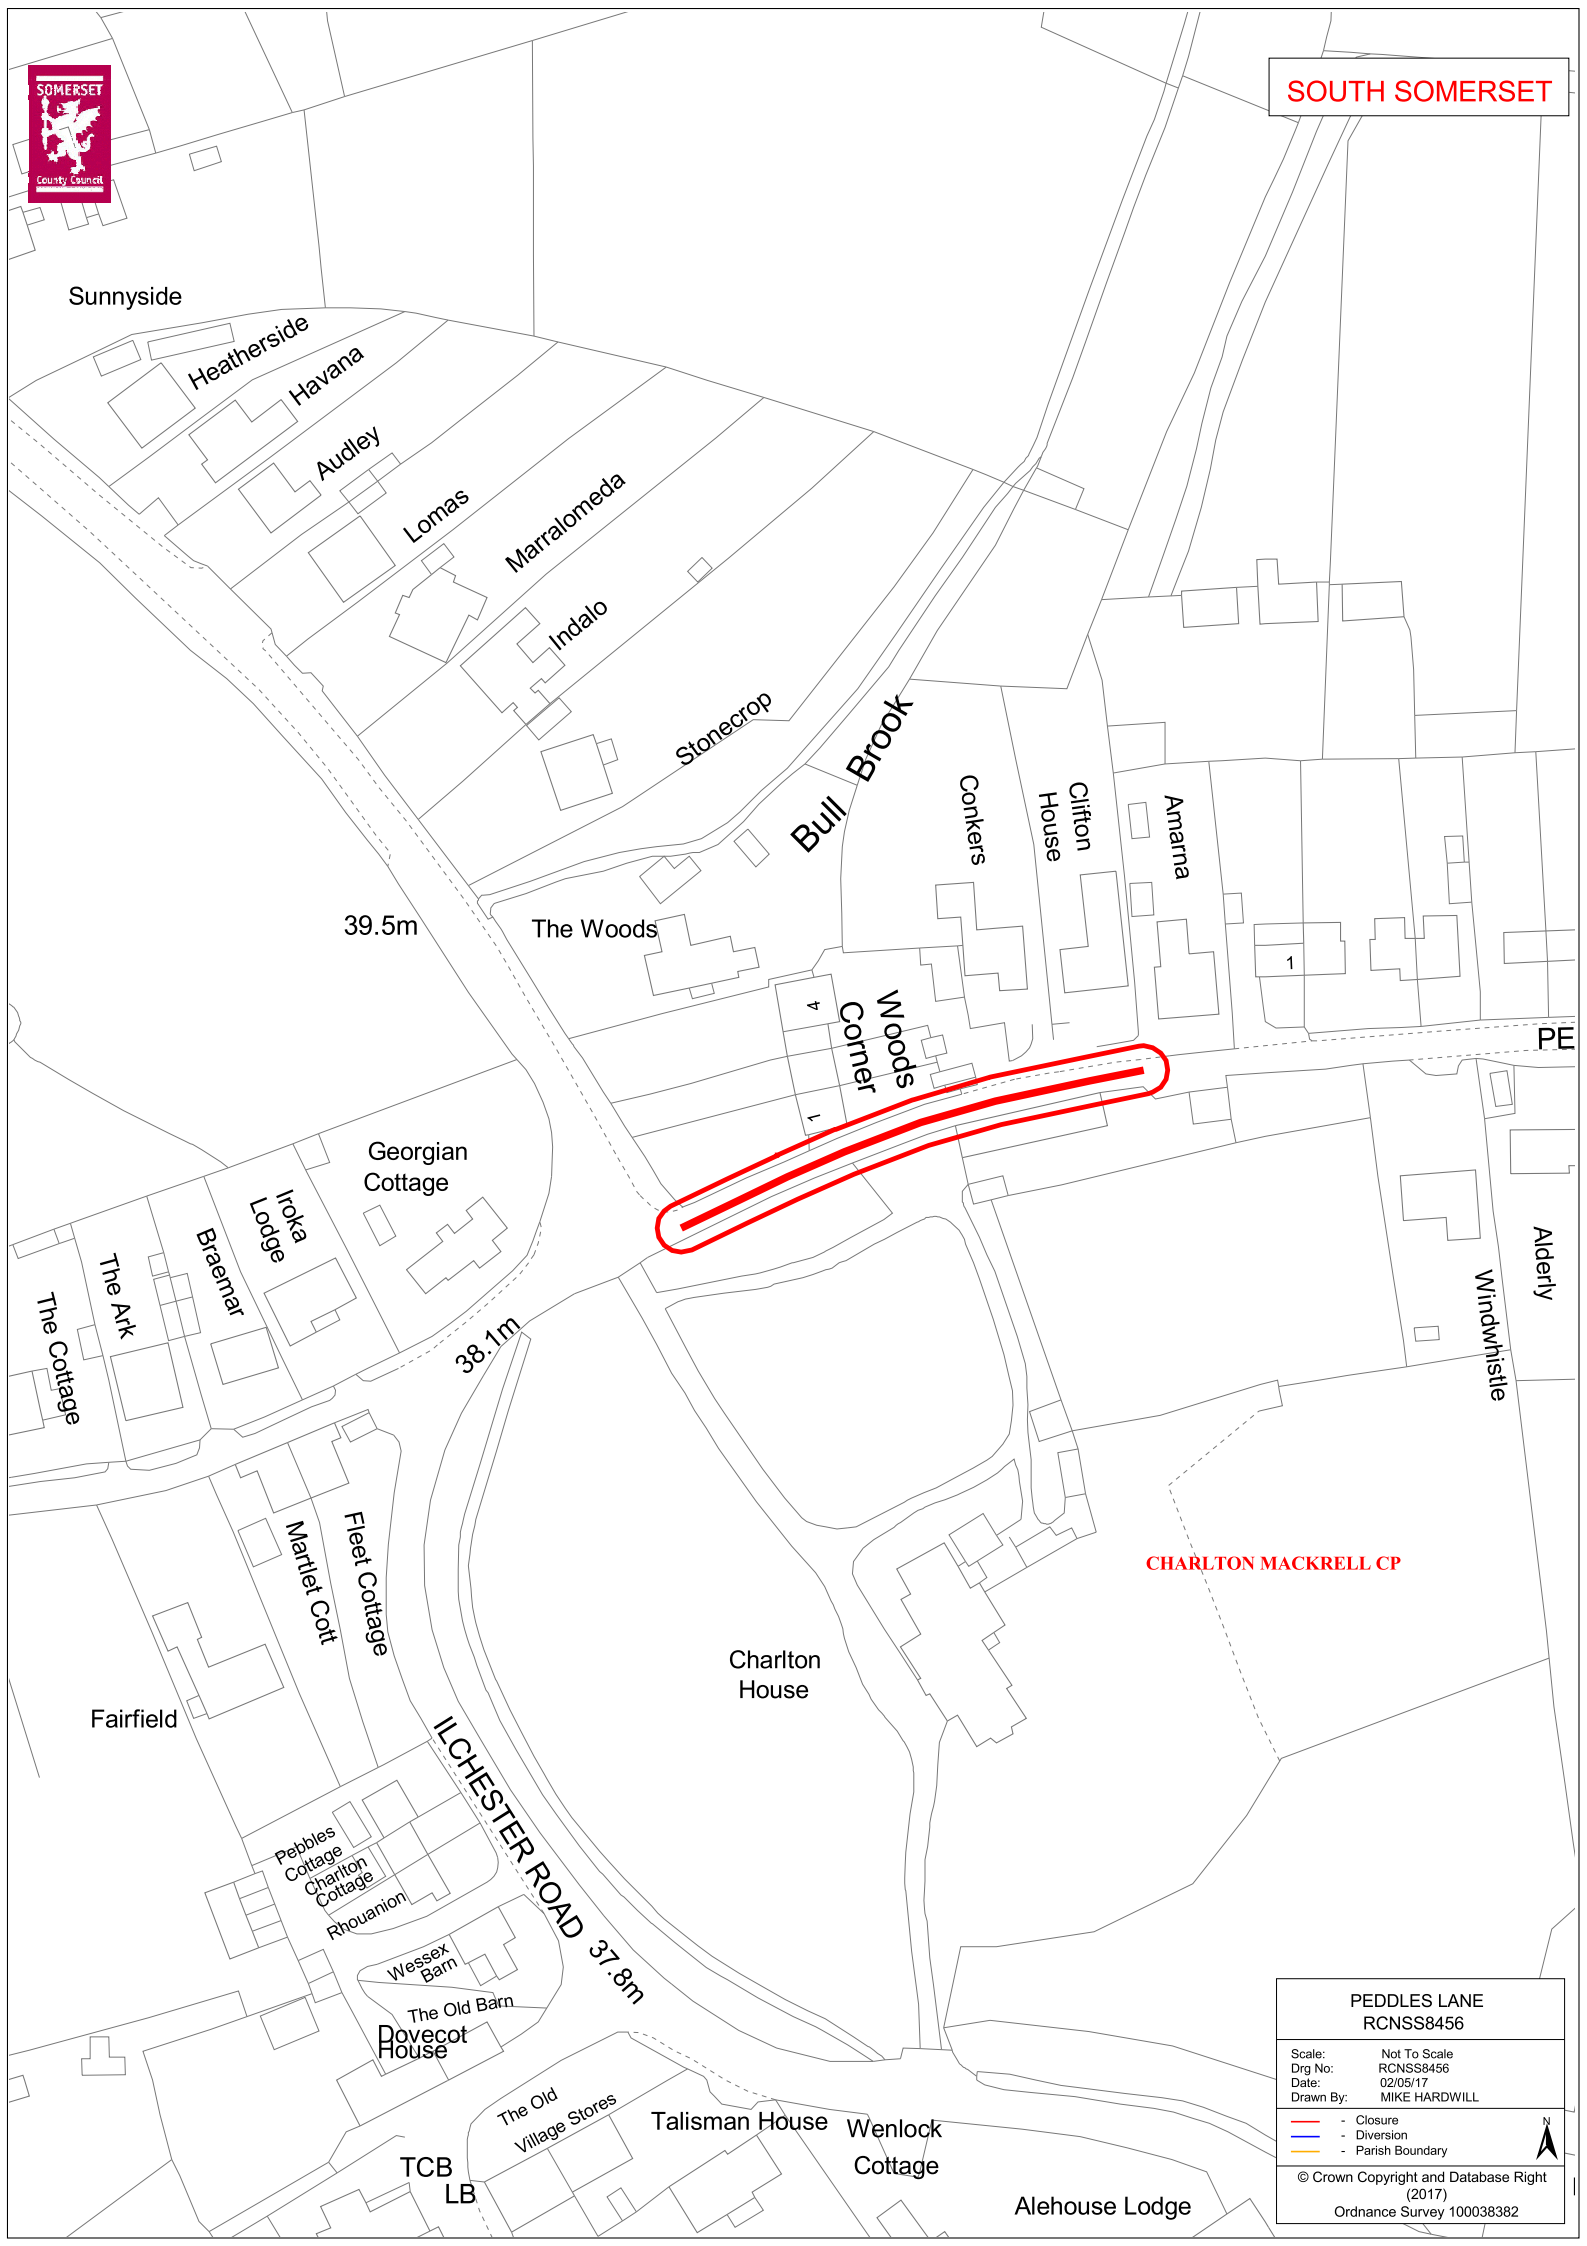 SOMERSET
County Council
SOUTH SOMERSET
Sunnyside
Heatherside
Havana
Audley
Lomas
Marralomeda
Indalo
Stonecrop
Bull Brook
Conkers
Clifton
House
Amarna
39.5m
The Woods
4
Woods
Corner
1
1
PE
Georgian
Cottage
Iroka
Lodge
Braemar
The Ark
The Cottage
38.1m
Alderly
Windwhistle
Martlet Cott
Fleet Cottage
CHARLTON MACKRELL CP
Charlton
House
Fairfield
ILCHESTER ROAD
37.8m
Pebbles
Cottage
Charlton
Cottage
Rhouanion
Wessex
Barn
The Old Barn
Dovecot
House
The Old
Village Stores
Talisman House
Wenlock
Cottage
TCB
LB
Alehouse Lodge
PEDDLES LANE
RCNSS8456
Scale: Not To Scale
Drg No: RCNSS8456
Date: 02/05/17
Drawn By: MIKE HARDWILL
- Closure
- Diversion
- Parish Boundary
N
© Crown Copyright and Database Right
(2017)
Ordnance Survey 100038382